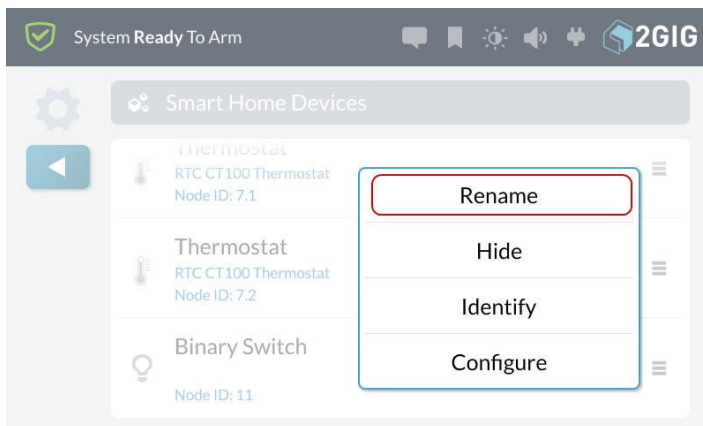 System Ready To Arm
2GIG
Smart Home Devices
Thermostat
RTC CT100 Thermostat
Node ID: 7.1
Thermostat
RTC CT100 Thermostat
Node ID: 7.2
Binary Switch
Node ID: 11
Rename
Hide
Identify
Configure